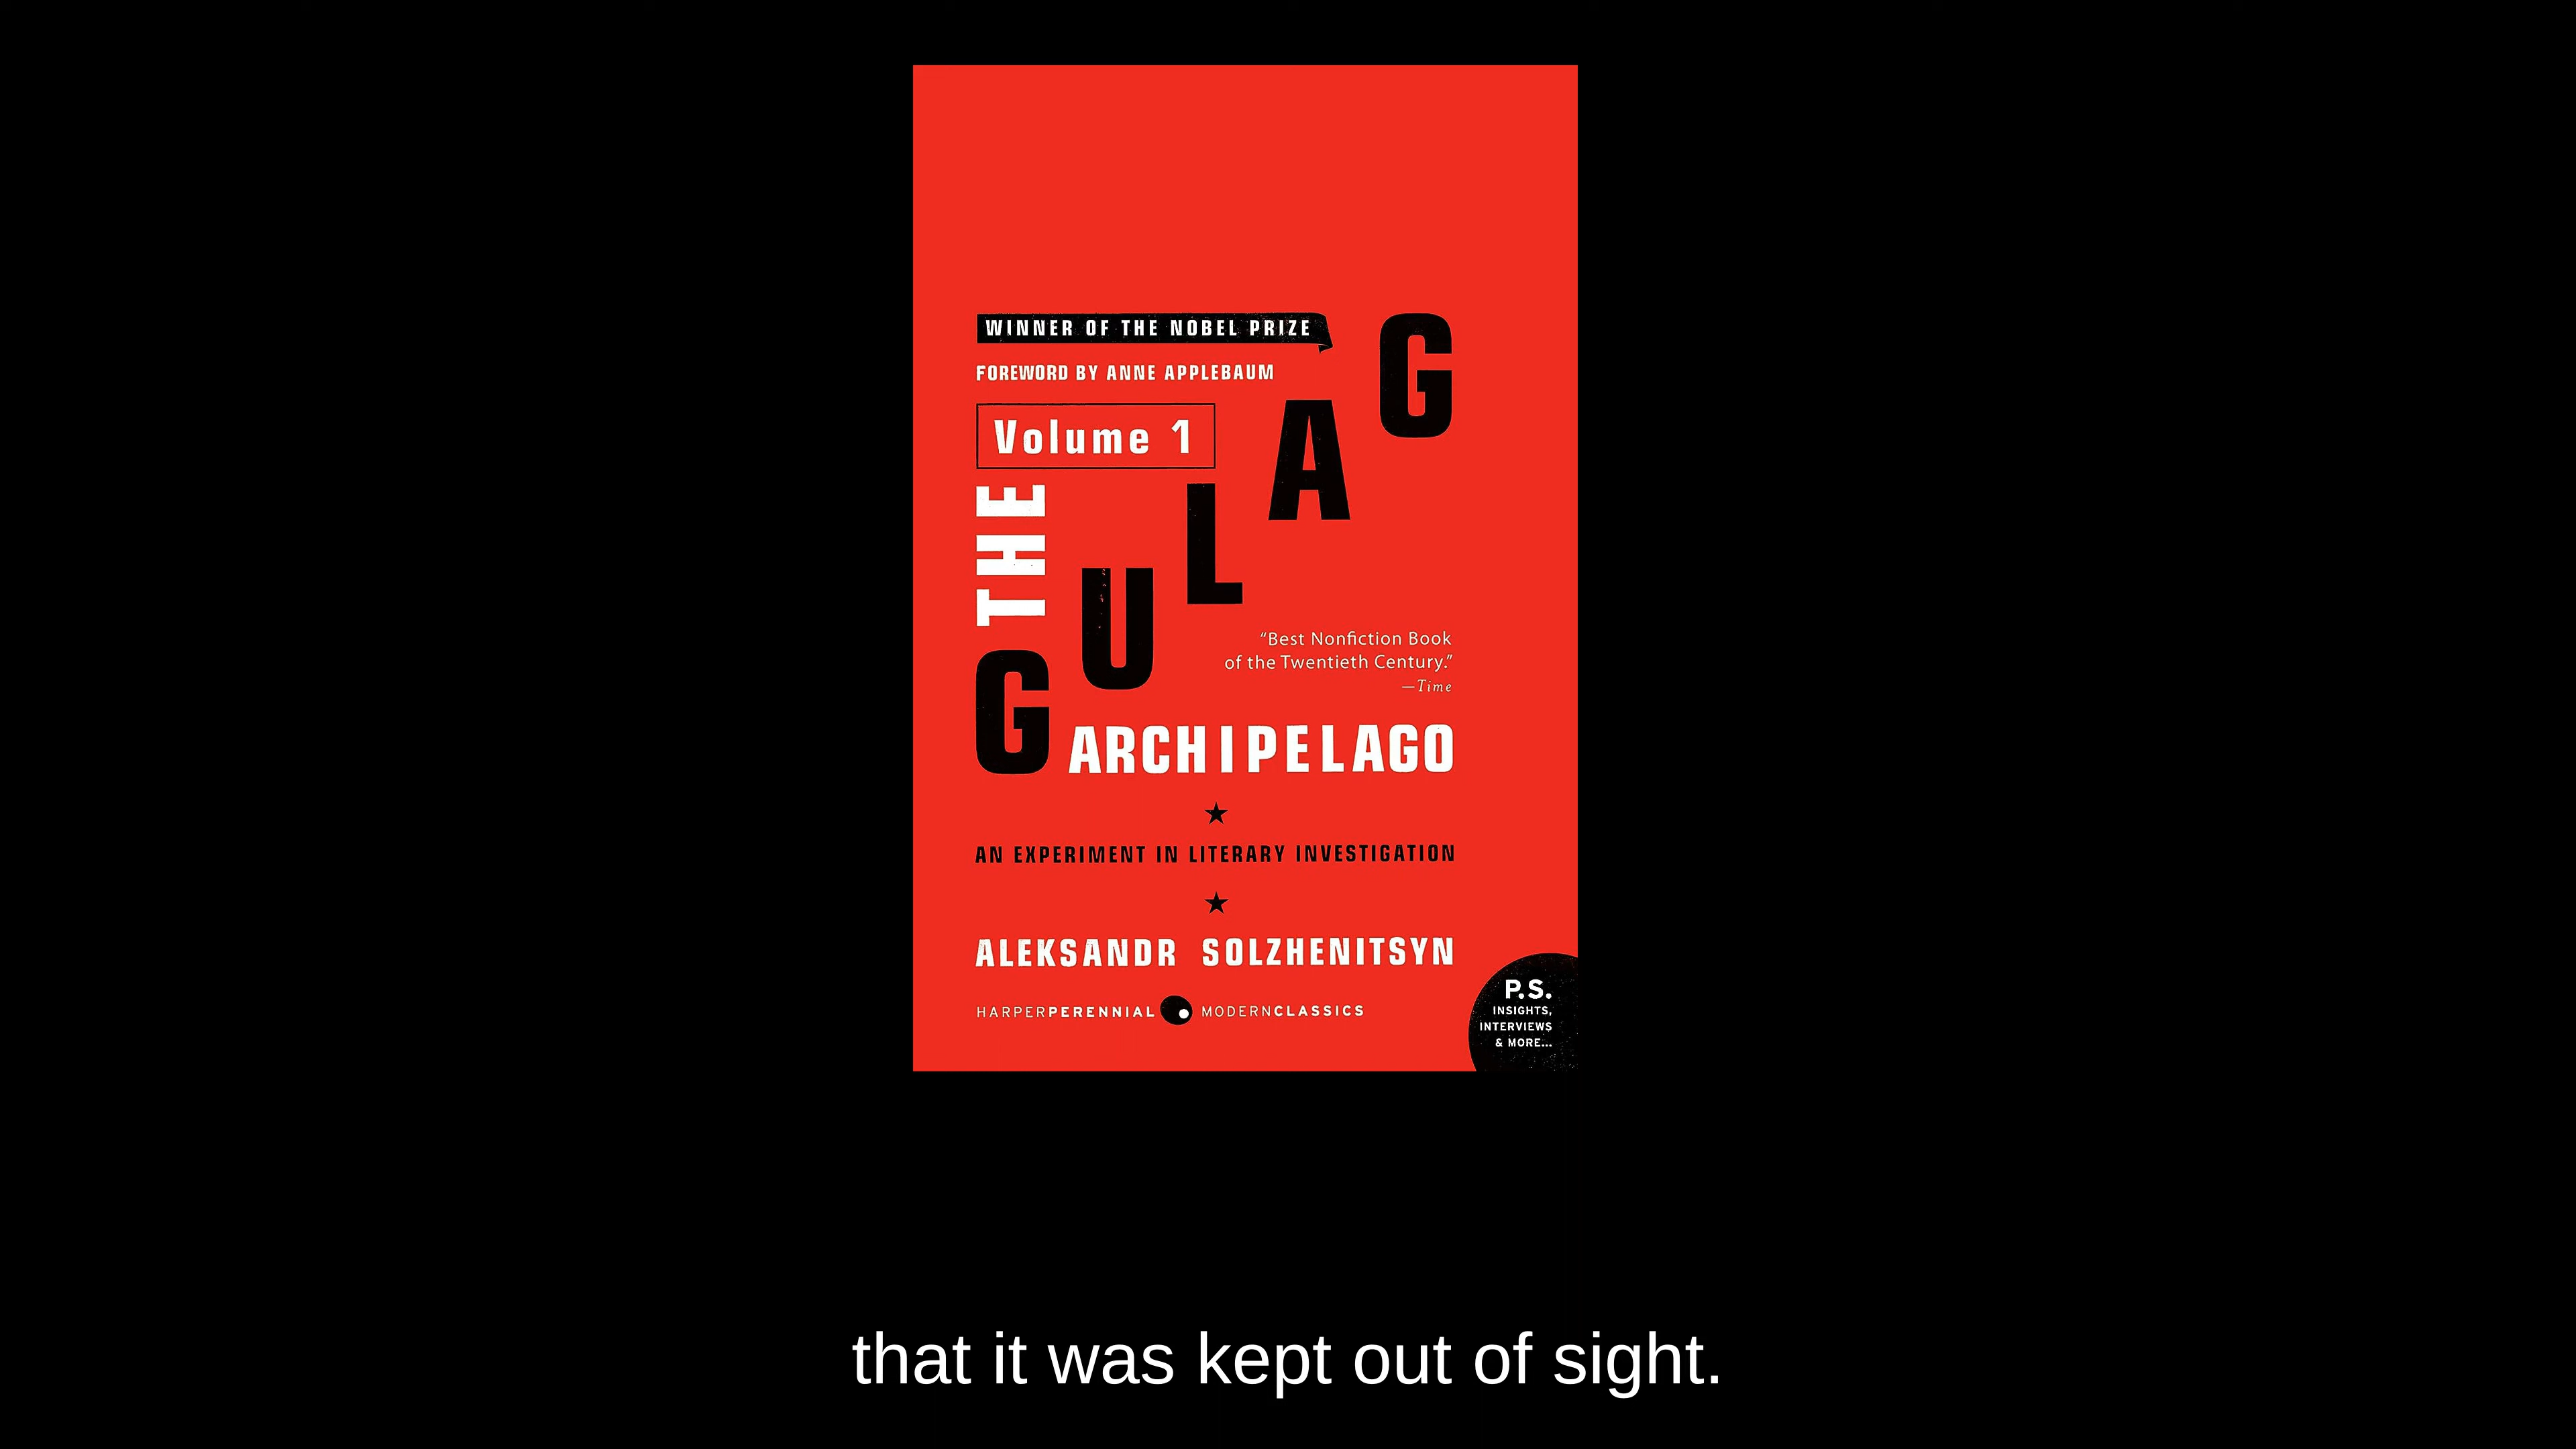 WINNER OF THE NOBEL PRIZE
FOREWORD BY ANNE APPLEBAUM
Volume 1
THE
GULAG
“Best Nonfiction Book
of the Twentieth Century.”
—Time
ARCHIPELAGO
AN EXPERIMENT IN LITERARY INVESTIGATION
ALEKSANDR SOLZHENITSYN
HARPERPERENNIAL MODERNCLASSICS
P.S.
INSIGHTS,
INTERVIEWS
& MORE...
that it was kept out of sight.